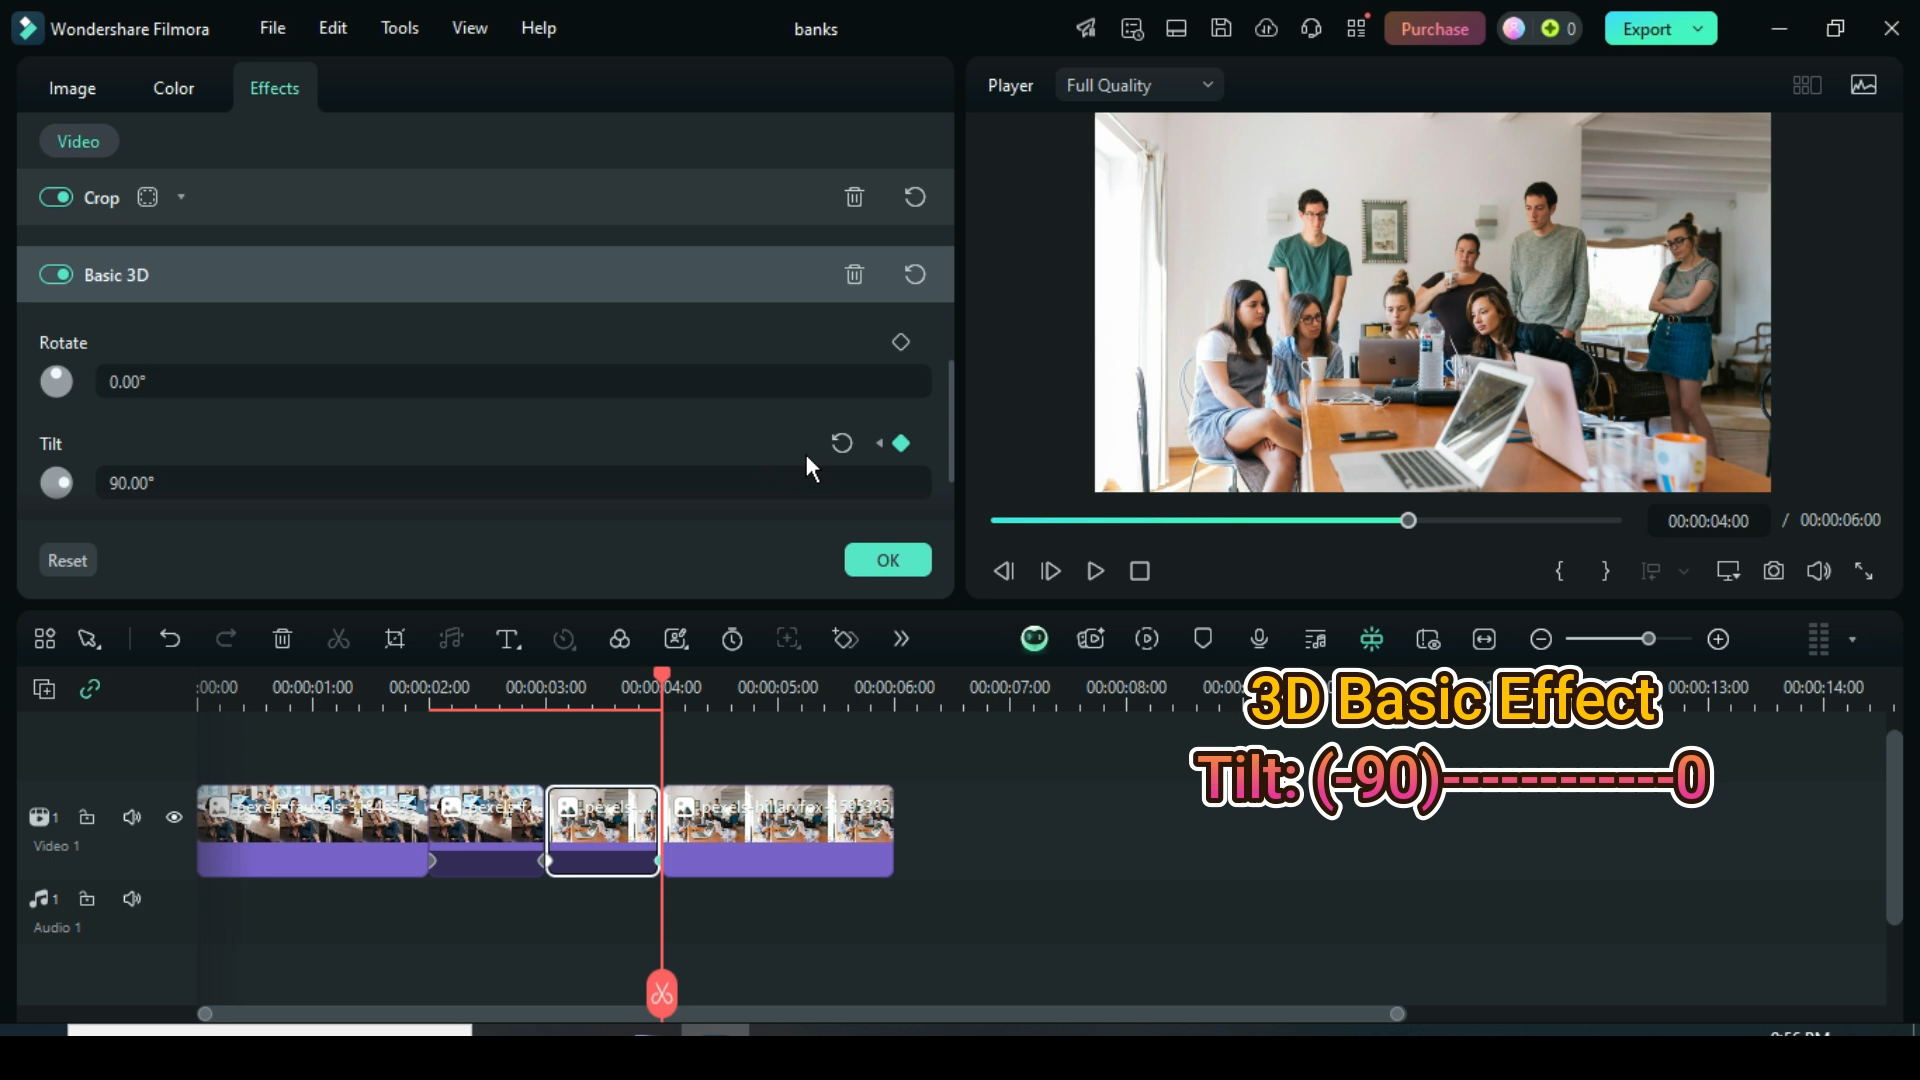 Wondershare Filmora
File
Edit
Tools
View
Help
banks
Purchase
0
Export
Image
Color
Effects
Player
Full Quality
Video
Crop
Basic 3D
Rotate
0.00°
Tilt
90.00°
Reset
OK
00:00:04:00 / 00:00:06:00
:00:00 00:00:01:00 00:00:02:00 00:00:03:00 00:00:04:00 00:00:05:00 00:00:06:00 00:00:07:00 00:00:08:00 00:00:13:00 00:00:14:00
3D Basic Effect
Tilt: (-90)------------0
1
Video 1
1
Audio 1